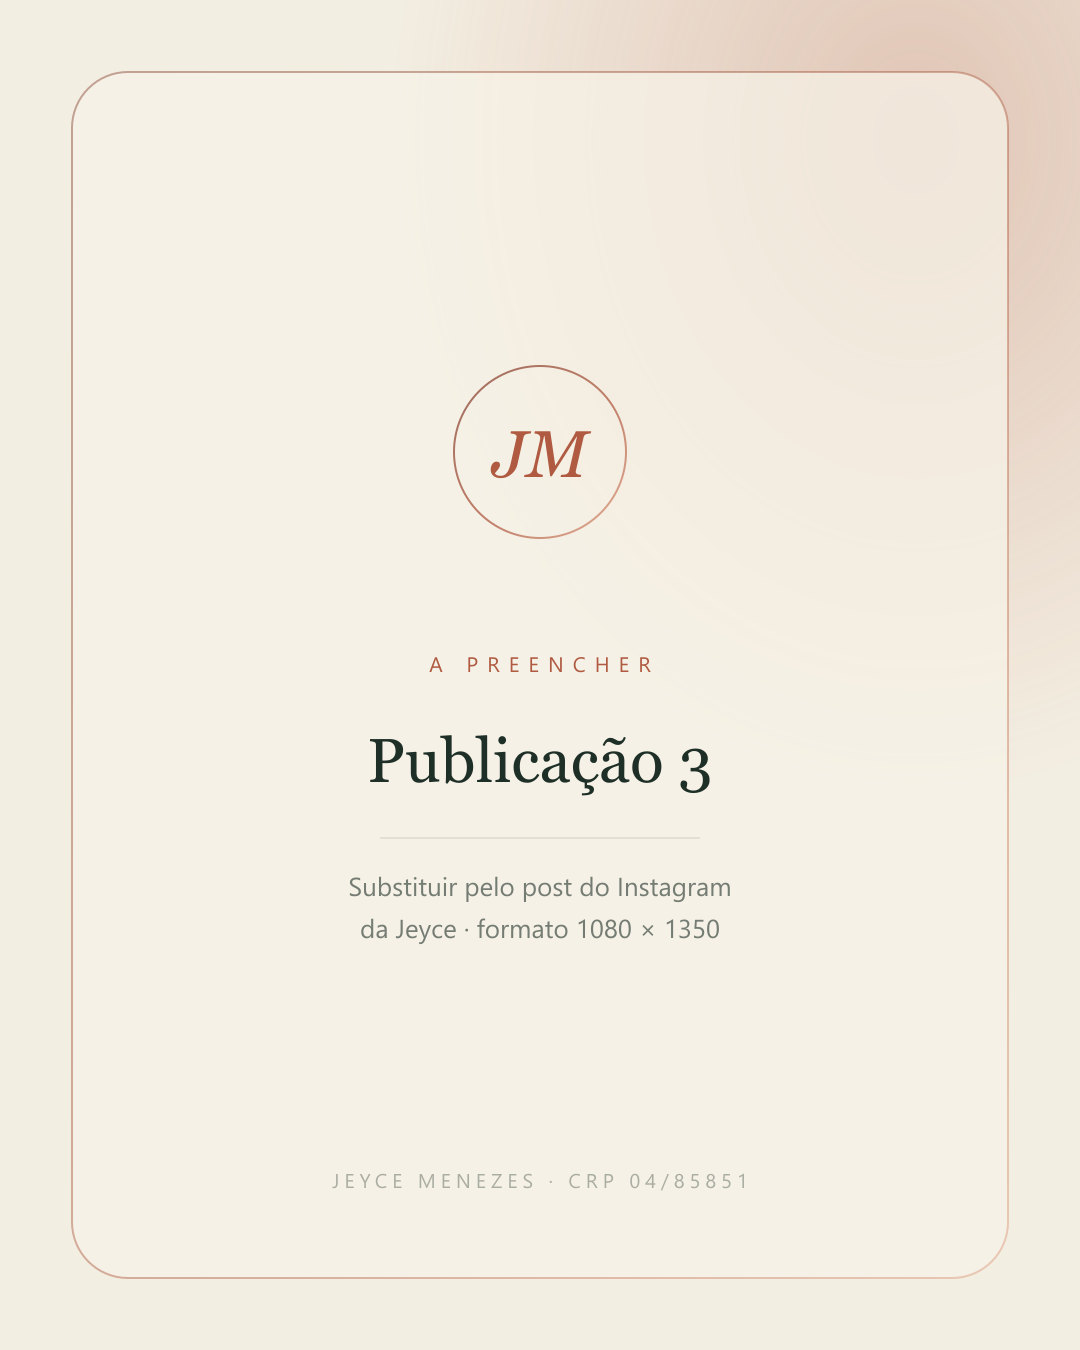 JM
A PREENCHER
Publicação 3
Substituir pelo post do Instagram
da Jeyce · formato 1080 × 1350
JEYCE MENEZES · CRP 04/85851